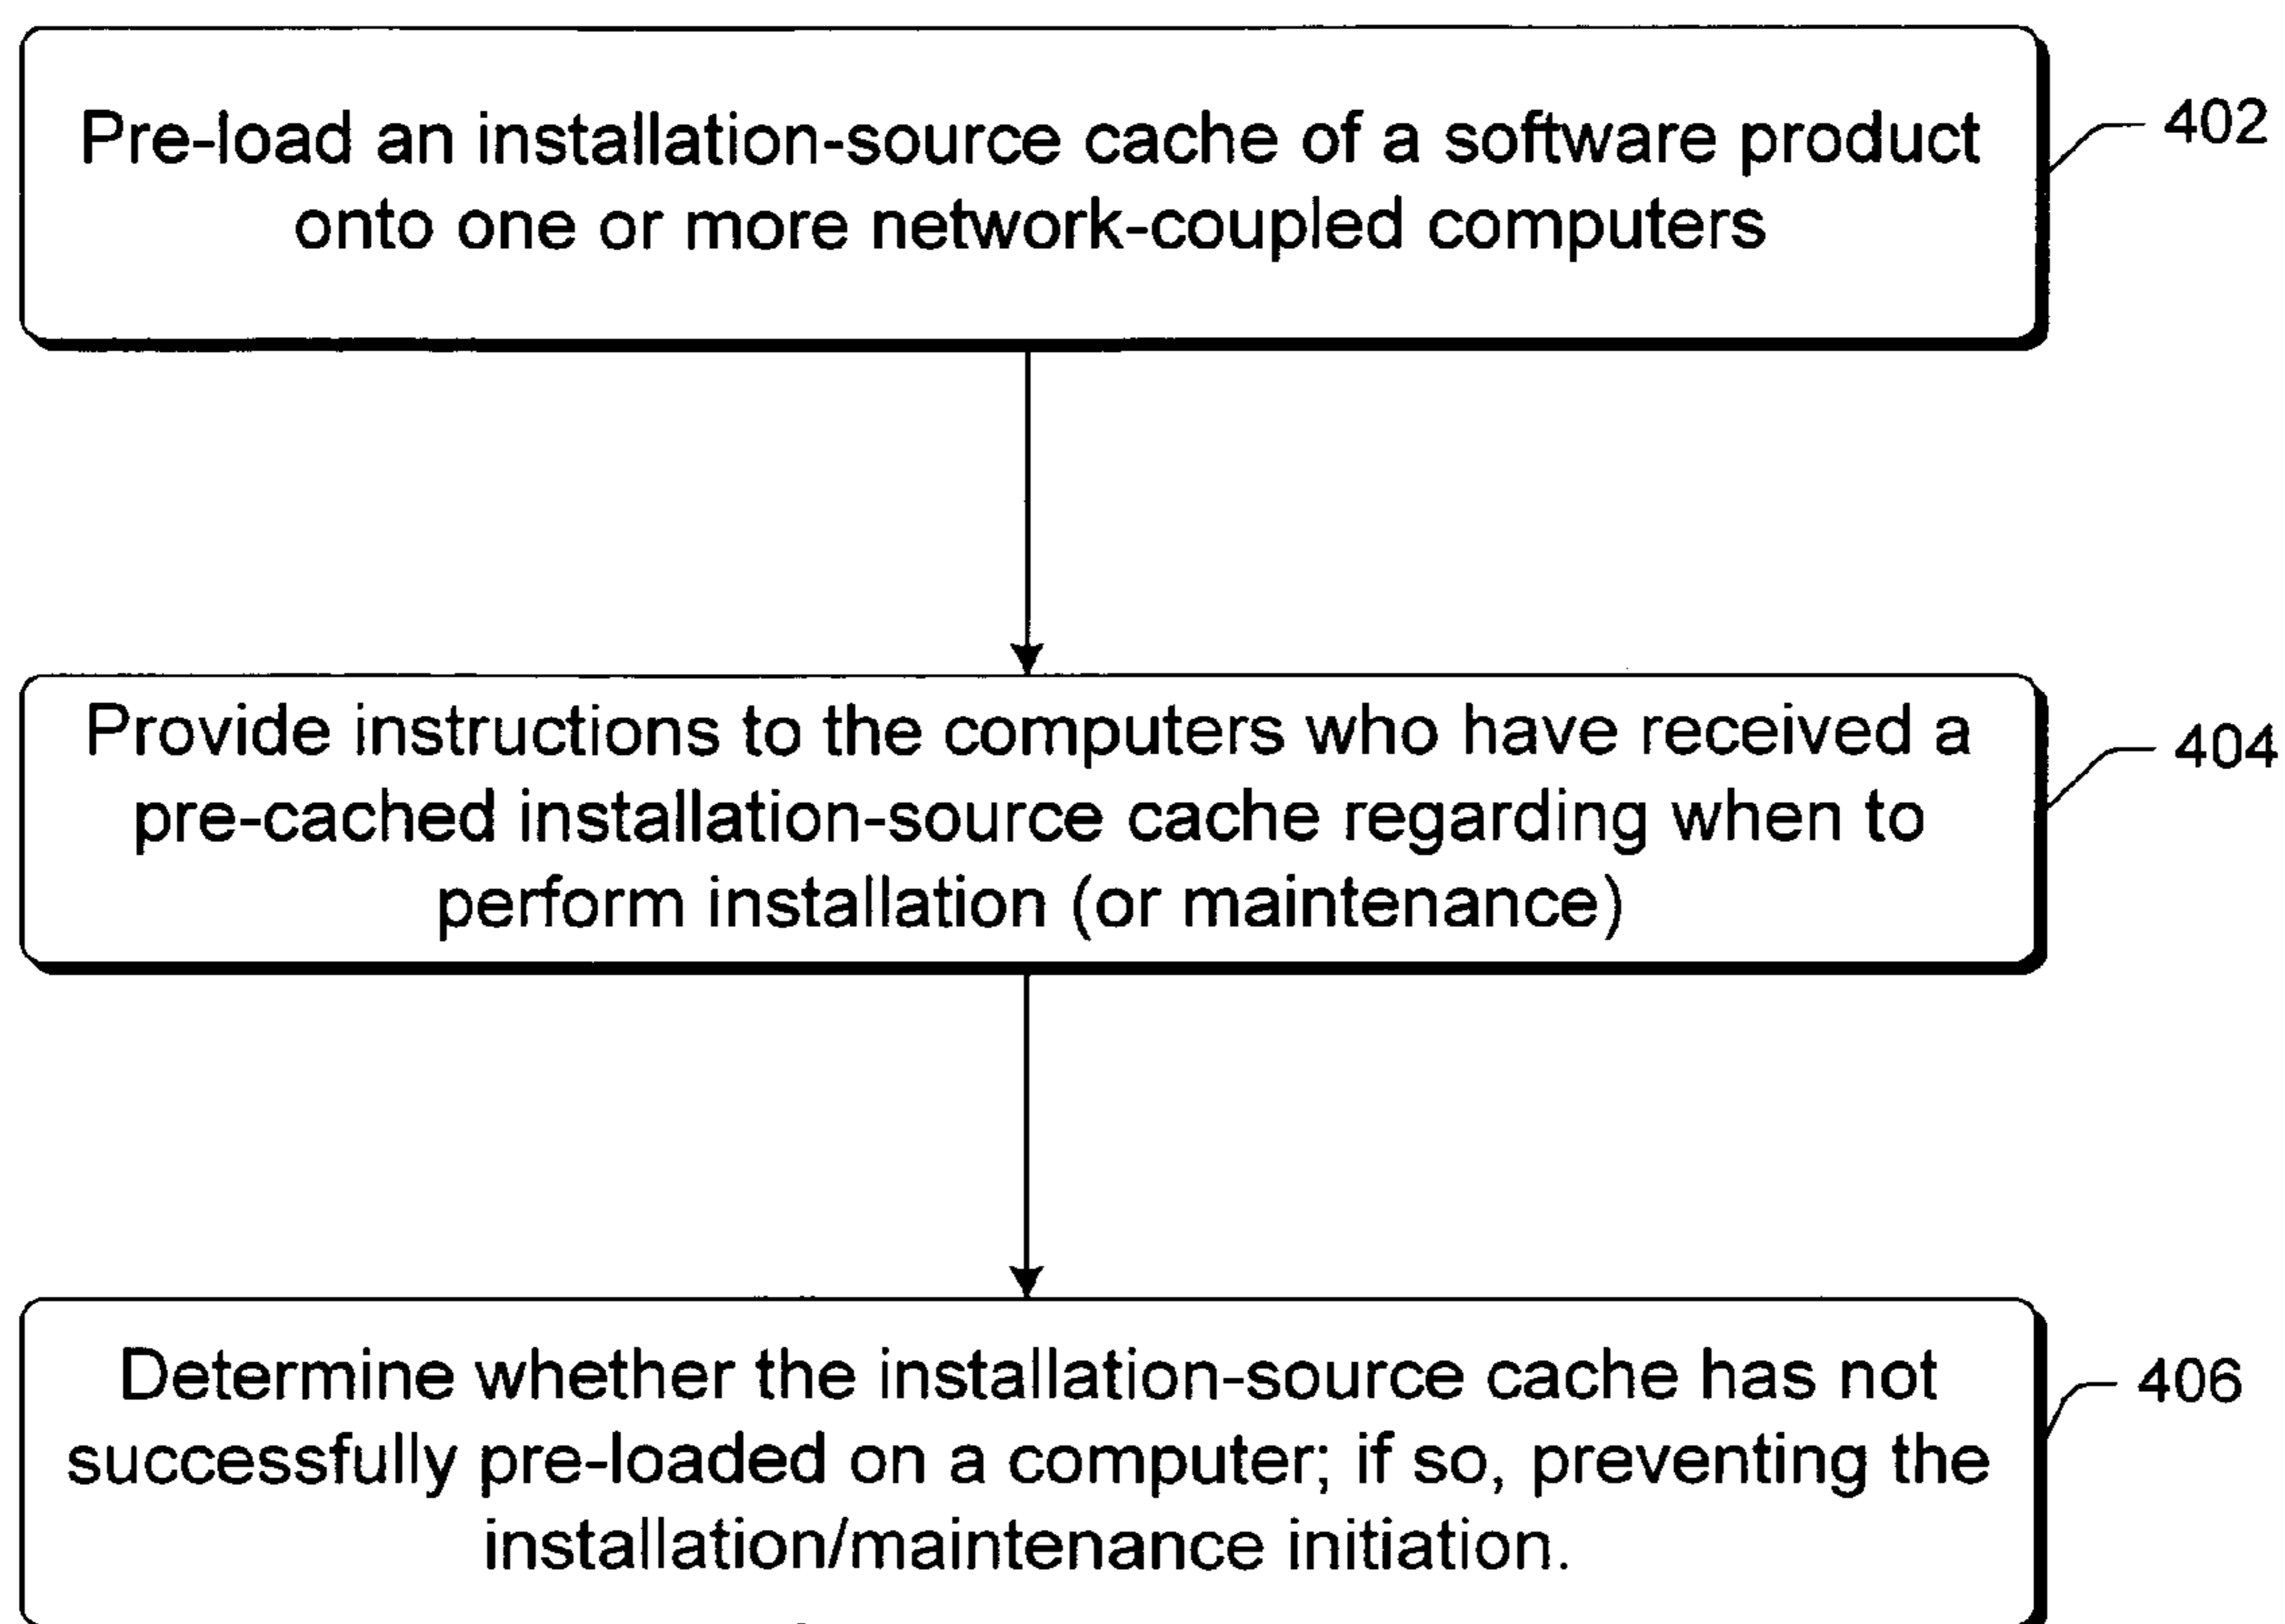 Pre-load an installation-source cache of a software product
onto one or more network-coupled computers
402
Provide instructions to the computers who have received a
pre-cached installation-source cache regarding when to
perform installation (or maintenance)
404
Determine whether the installation-source cache has not
successfully pre-loaded on a computer; if so, preventing the
installation/maintenance initiation.
406